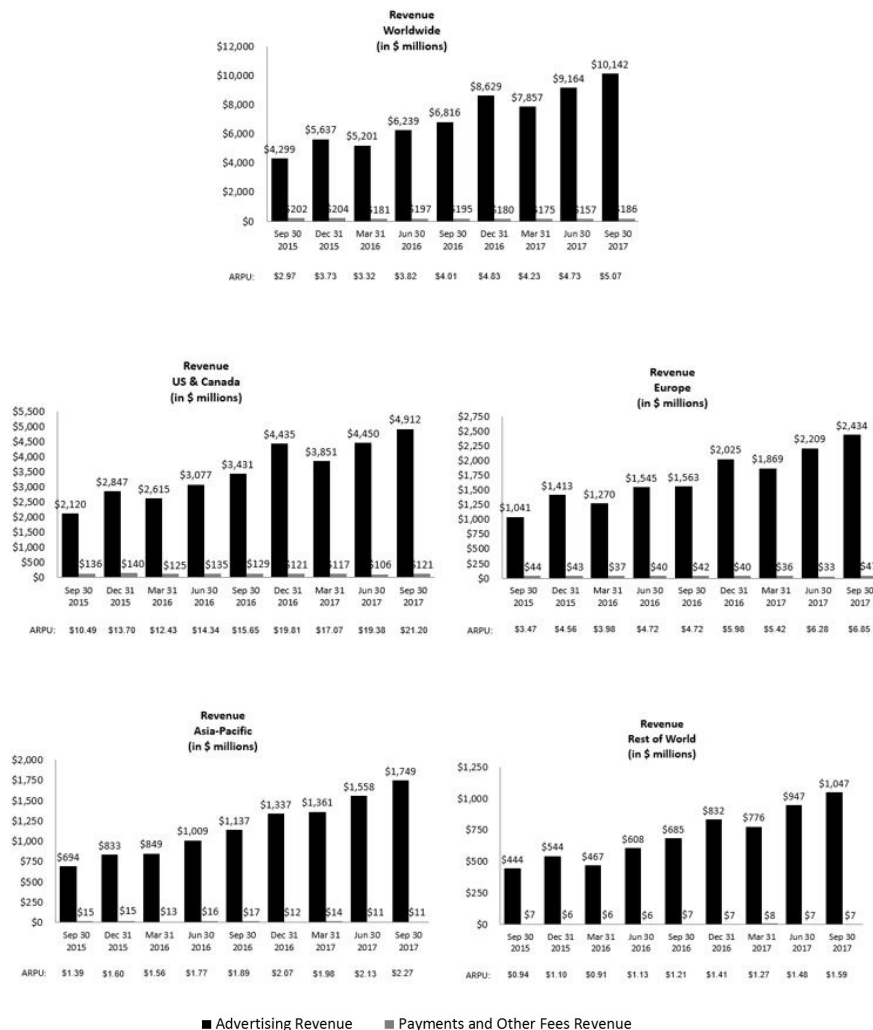 Revenue
Worldwide
(in $ millions)
$12,000
$10,000
$8,000
$6,000
$4,000
$2,000
$0
$4,299 $5,637 $5,201 $6,239 $6,816 $8,629 $7,857 $9,164 $10,142
$202 $204 $181 $197 $195 $180 $175 $157 $186
Sep 30 Dec 31 Mar 31 Jun 30 Sep 30 Dec 31 Mar 31 Jun 30 Sep 30
2015 2015 2016 2016 2016 2016 2017 2017 2017
ARPU: $2.97 $3.73 $3.32 $3.82 $4.01 $4.83 $4.23 $4.73 $5.07
Revenue
US & Canada
(in $ millions)
$5,500
$5,000
$4,500
$4,000
$3,500
$3,000
$2,500
$2,000
$1,500
$1,000
$500
$0
$2,120 $2,847 $2,615 $3,077 $3,431 $4,435 $3,851 $4,450 $4,912
$136 $140 $125 $135 $129 $121 $117 $106 $121
Sep 30 Dec 31 Mar 31 Jun 30 Sep 30 Dec 31 Mar 31 Jun 30 Sep 30
2015 2015 2016 2016 2016 2016 2017 2017 2017
ARPU: $10.49 $13.70 $12.43 $14.34 $15.65 $19.81 $17.07 $19.38 $21.20
Revenue
Europe
(in $ millions)
$2,750
$2,500
$2,250
$2,000
$1,750
$1,500
$1,250
$1,000
$750
$500
$250
$0
$1,041 $1,413 $1,270 $1,545 $1,563 $2,025 $1,869 $2,209 $2,434
$44 $43 $37 $40 $42 $40 $36 $33
Sep 30 Dec 31 Mar 31 Jun 30 Sep 30 Dec 31 Mar 31 Jun 30 Sep 30
2015 2015 2016 2016 2016 2016 2017 2017 2017
ARPU: $3.47 $4.56 $3.98 $4.72 $4.72 $5.98 $5.42 $6.28 $6.85
Revenue
Asia-Pacific
(in $ millions)
$2,000
$1,750
$1,500
$1,250
$1,000
$750
$500
$250
$0
$694 $833 $849 $1,009 $1,137 $1,337 $1,361 $1,558 $1,749
$15 $15 $13 $16 $17 $12 $14 $11 $11
Sep 30 Dec 31 Mar 31 Jun 30 Sep 30 Dec 31 Mar 31 Jun 30 Sep 30
2015 2015 2016 2016 2016 2016 2017 2017 2017
ARPU: $1.39 $1.60 $1.56 $1.77 $1.89 $2.07 $1.98 $2.13 $2.27
Revenue
Rest of World
(in $ millions)
$1,250
$1,000
$750
$500
$250
$0
$444 $544 $467 $608 $685 $832 $776 $947 $1,047
$7 $6 $6 $6 $7 $7 $8 $7 $7
Sep 30 Dec 31 Mar 31 Jun 30 Sep 30 Dec 31 Mar 31 Jun 30 Sep 30
2015 2015 2016 2016 2016 2016 2017 2017 2017
ARPU: $0.94 $1.10 $0.91 $1.13 $1.21 $1.41 $1.27 $1.48 $1.59
Advertising Revenue Payments and Other Fees Revenue